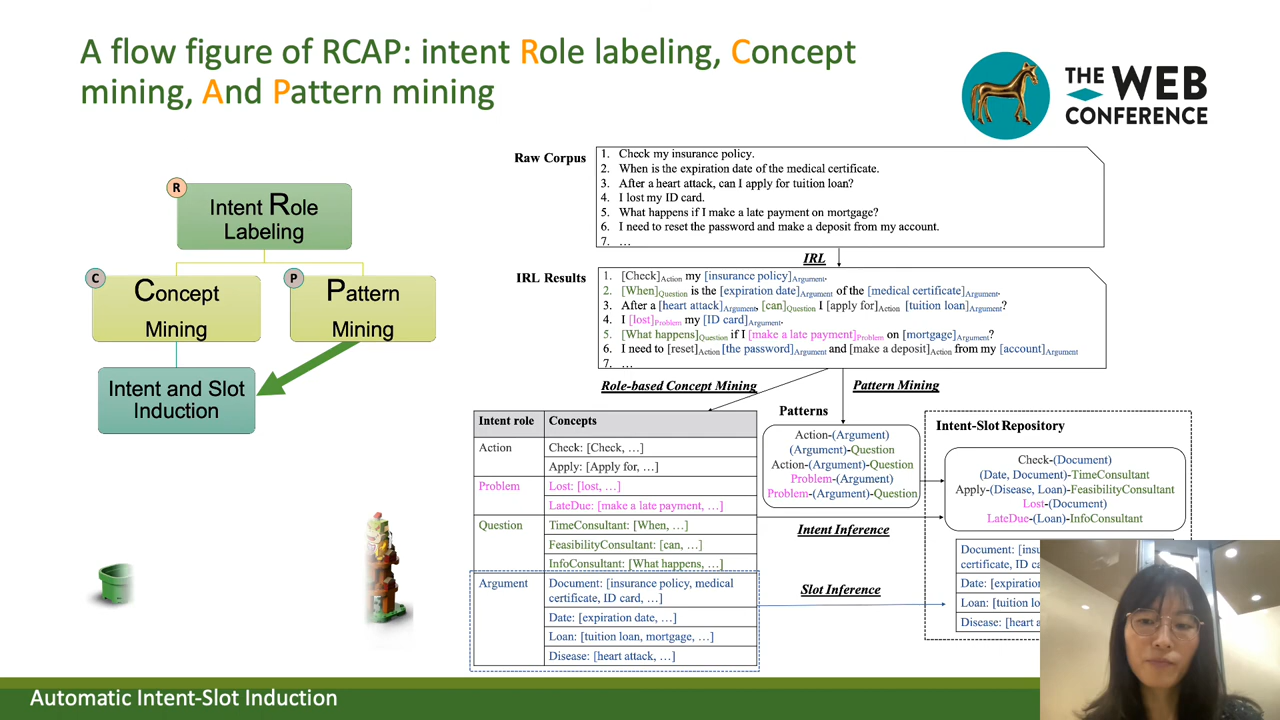 A flow figure of RCAP: intent Role labeling, Concept
mining, And Pattern mining
THE WEB
CONFERENCE
R
Intent Role
Labeling
C
Concept
Mining
P
Pattern
Mining
Intent and Slot
Induction
Raw Corpus
1. Check my insurance policy.
2. When is the expiration date of the medical certificate.
3. After a heart attack, can I apply for tuition loan?
4. I lost my ID card.
5. What happens if I make a late payment on mortgage?
6. I need to reset the password and make a deposit from my account.
7. ...
IRL
IRL Results
1. [Check]Action my [insurance policy]Argument.
2. [When]Question is the [expiration date]Argument of the [medical certificate]Argument.
3. After a [heart attack]Argument, [can]Question I [apply for]Action [tuition loan]Argument?
4. I [lost]Problem my [ID card]Argument.
5. [What happens]Question if I [make a late payment]Problem on [mortgage]Argument?
6. I need to [reset]Action [the password]Argument and [make a deposit]Action from my [account]Argument
7. ...
Role-based Concept Mining
Pattern Mining
Intent role Concepts
Action Check: [Check, ...]
Apply: [Apply for, ...]
Problem Lost: [lost, ...]
LateDue: [make a late payment, ...]
Question TimeConsultant: [When, ...]
FeasibilityConsultant: [can, ...]
InfoConsultant: [What happens, ...]
Argument Document: [insurance policy, medical
certificate, ID card, ...]
Date: [expiration date, ...]
Loan: [tuition loan, mortgage, ...]
Disease: [heart attack, ...]
Patterns
Action-(Argument)
(Argument)-Question
Action-(Argument)-Question
Problem-(Argument)
Problem-(Argument)-Question
Intent Inference
Slot Inference
Intent-Slot Repository
Check-(Document)
(Date, Document)-TimeConsultant
Apply-(Disease, Loan)-FeasibilityConsultant
Lost-(Document)
LateDue-(Loan)-InfoConsultant
Document: [insu
certificate, ID ca
Date: [expiration
Loan: [tuition lo
Disease: [heart a
Automatic Intent-Slot Induction